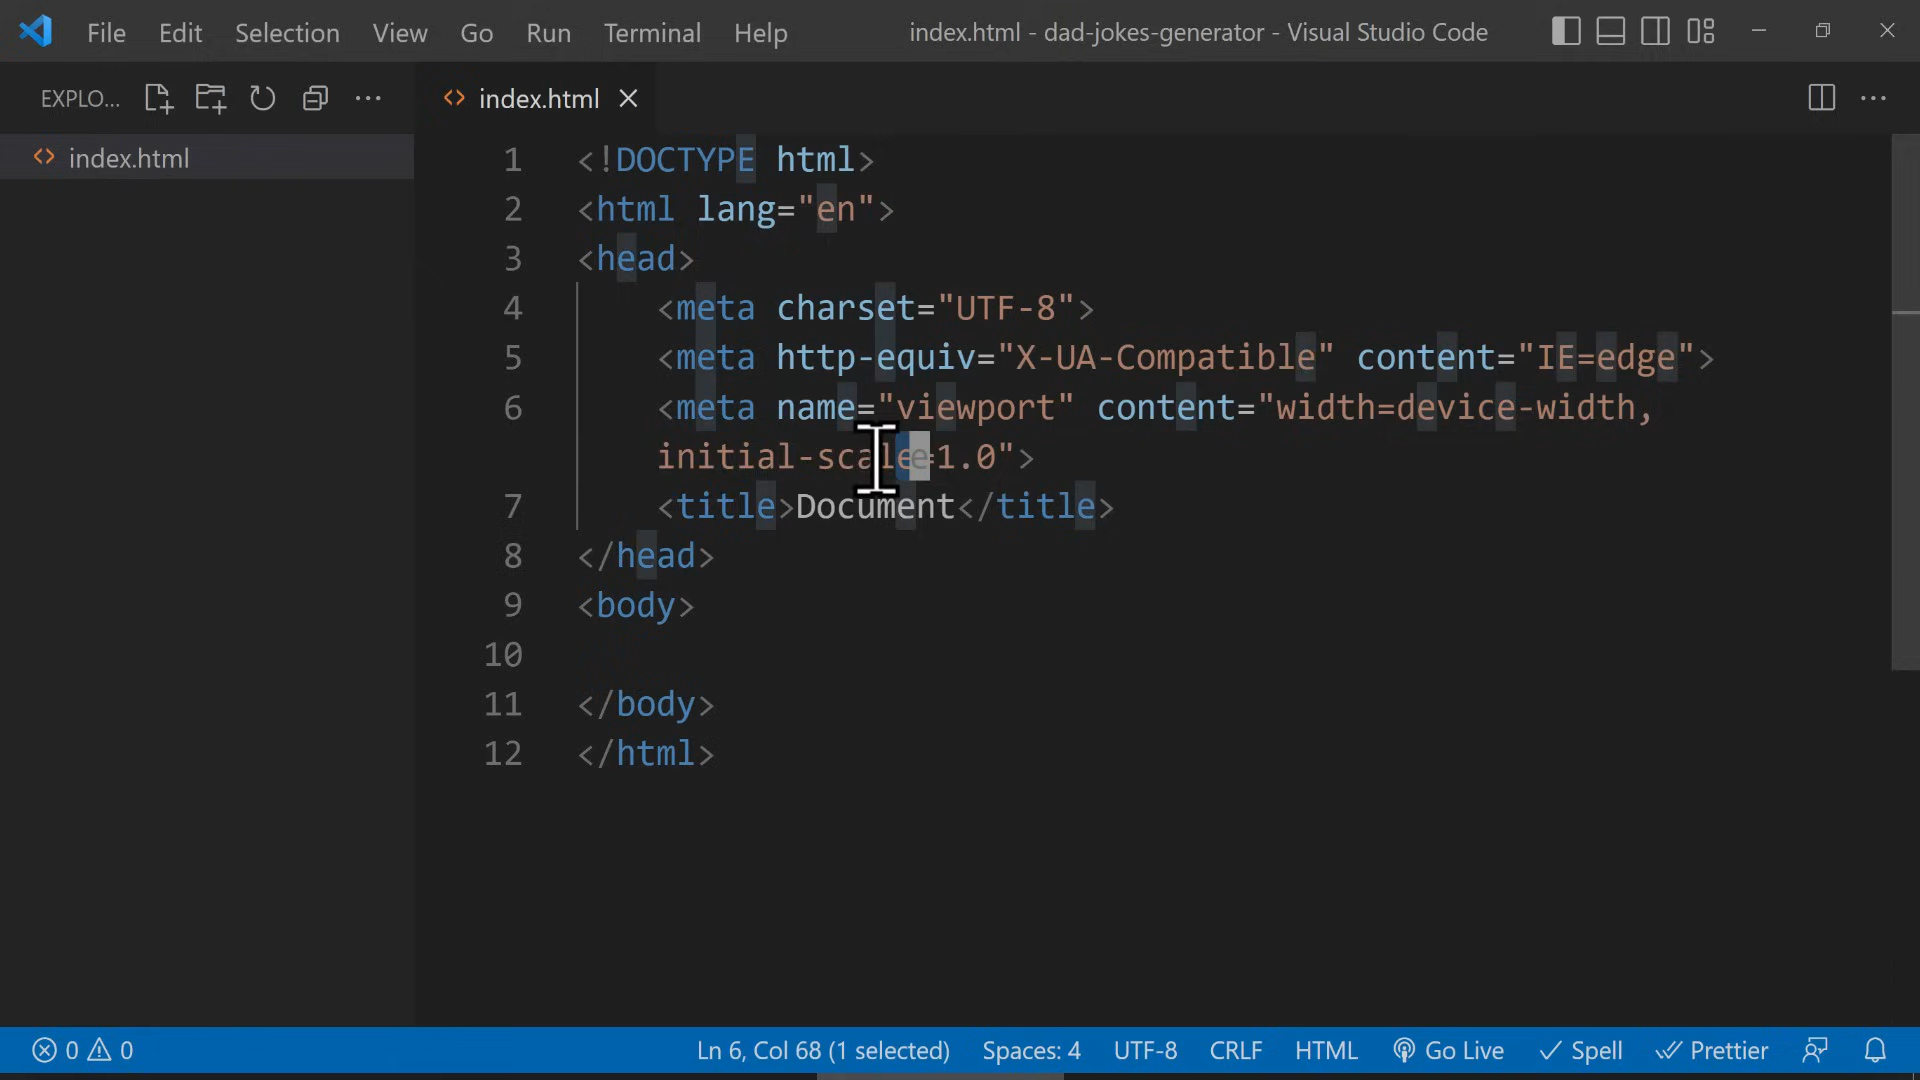 File Edit Selection View Go Run Terminal Help index.html - dad-jokes-generator - Visual Studio Code
EXPLO...
index.html
index.html
1 <!DOCTYPE html>
2 <html lang="en">
3 <head>
4 <meta charset="UTF-8">
5 <meta http-equiv="X-UA-Compatible" content="IE=edge">
6 <meta name="viewport" content="width=device-width,
initial-scale=1.0">
7 <title>Document</title>
8 </head>
9 <body>
10
11 </body>
12 </html>
0 0 Ln 6, Col 68 (1 selected) Spaces: 4 UTF-8 CRLF HTML Go Live Spell Prettier